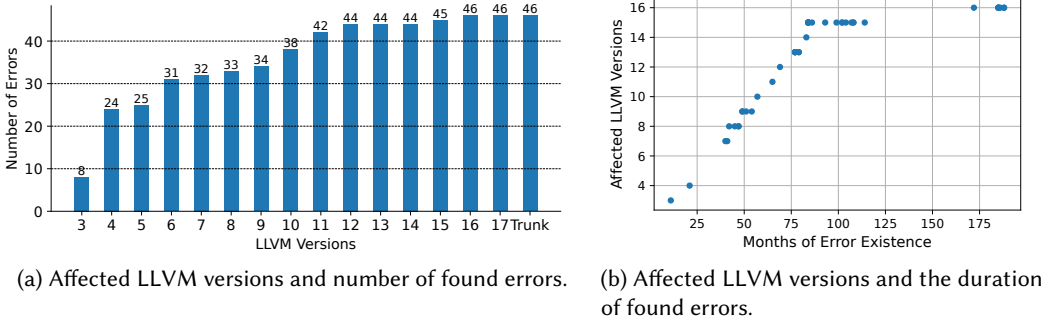 46 46 46
44 44 44 45
42
38
34
33
32
31
25
24
8
40
30
20
10
0
Number of Errors
3 4 5 6 7 8 9 10 11 12 13 14 15 16 17 Trunk
LLVM Versions
(a) Affected LLVM versions and number of found errors.
16
14
12
10
8
6
4
Affected LLVM Versions
25 50 75 100 125 150 175
Months of Error Existence
(b) Affected LLVM versions and the duration
of found errors.